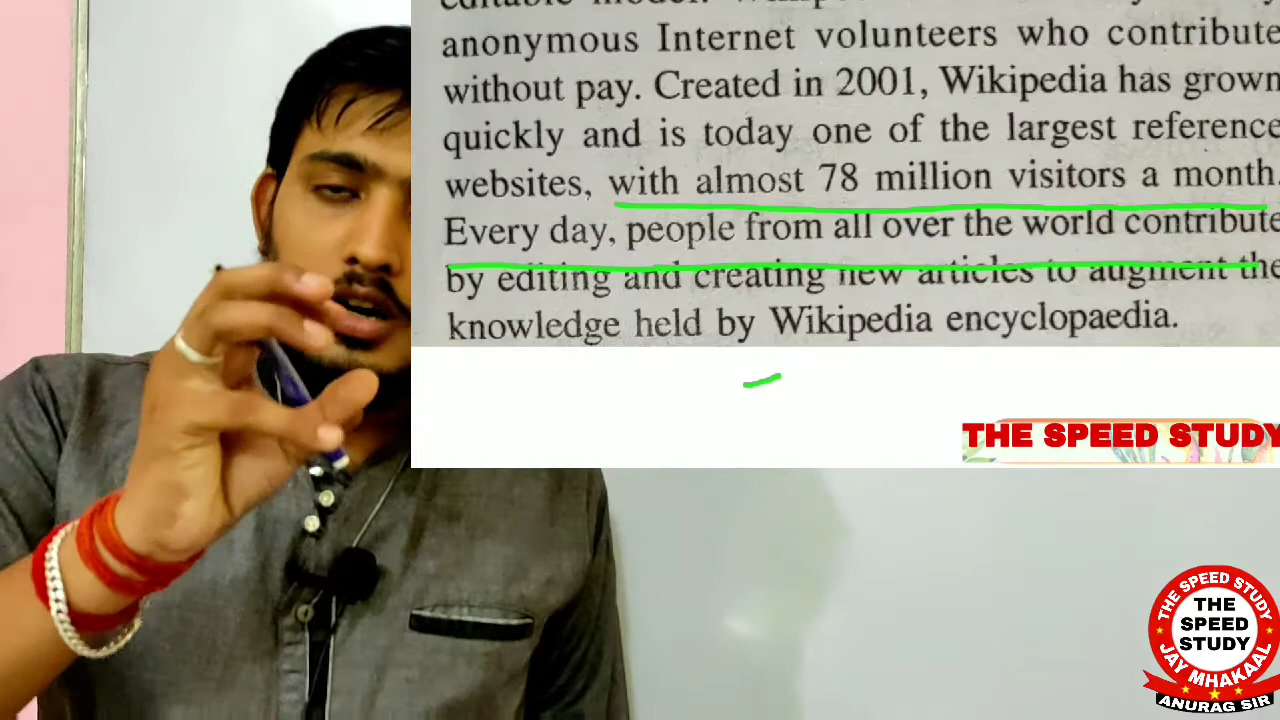 anonymous Internet volunteers who contribute
without pay. Created in 2001, Wikipedia has grown
quickly and is today one of the largest reference
websites, with almost 78 million visitors a month.
Every day, people from all over the world contribute
by editing and creating new articles to augment the
knowledge held by Wikipedia encyclopaedia.
THE SPEED STUDY
THE SPEED STUDY
THE
SPEED
STUDY
JAY MHAKAAL
ANURAG SIR